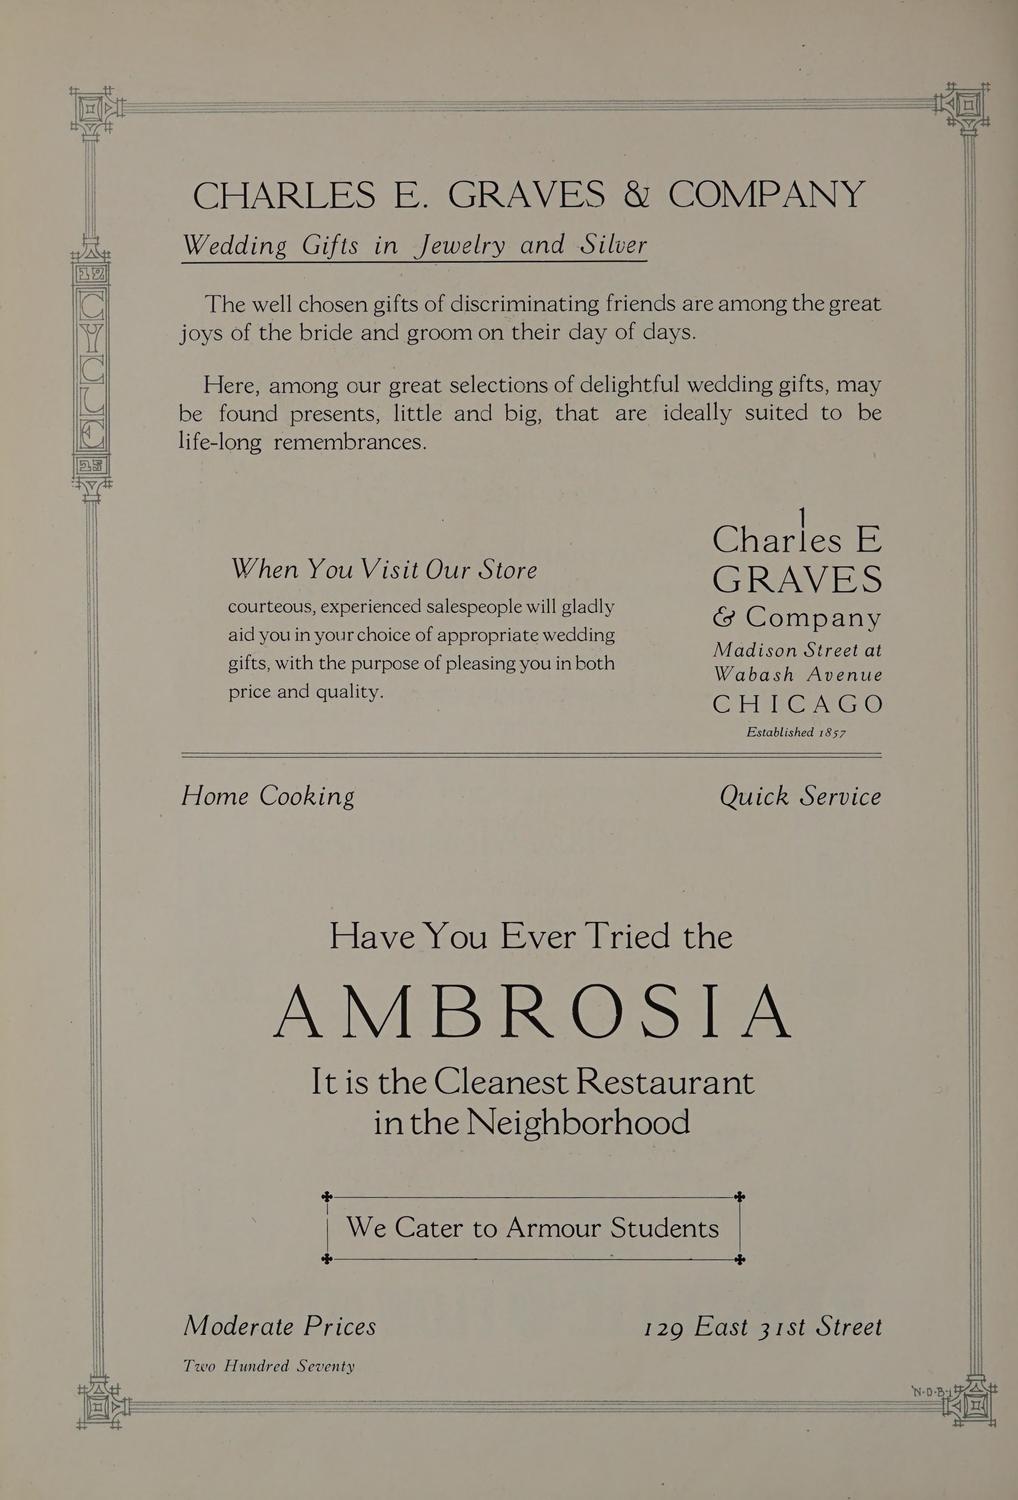 CHARLES E. GRAVES & COMPANY
Wedding Gifts in Jewelry and Silver
The well chosen gifts of discriminating friends are among the great
joys of the bride and groom on their day of days.
Here, among our great selections of delightful wedding gifts, may
be found presents, little and big, that are ideally suited to be
life-long remembrances.
19
CYCLE
23
When You Visit Our Store
courteous, experienced salespeople will gladly
aid you in your choice of appropriate wedding
gifts, with the purpose of pleasing you in both
price and quality.
Charles E
GRAVES
& Company
Madison Street at
Wabash Avenue
CHICAGO
Established 1857
Home Cooking
Quick Service
Have You Ever Tried the
AMBROSIA
It is the Cleanest Restaurant
in the Neighborhood
We Cater to Armour Students
Moderate Prices
129 East 31st Street
Two Hundred Seventy